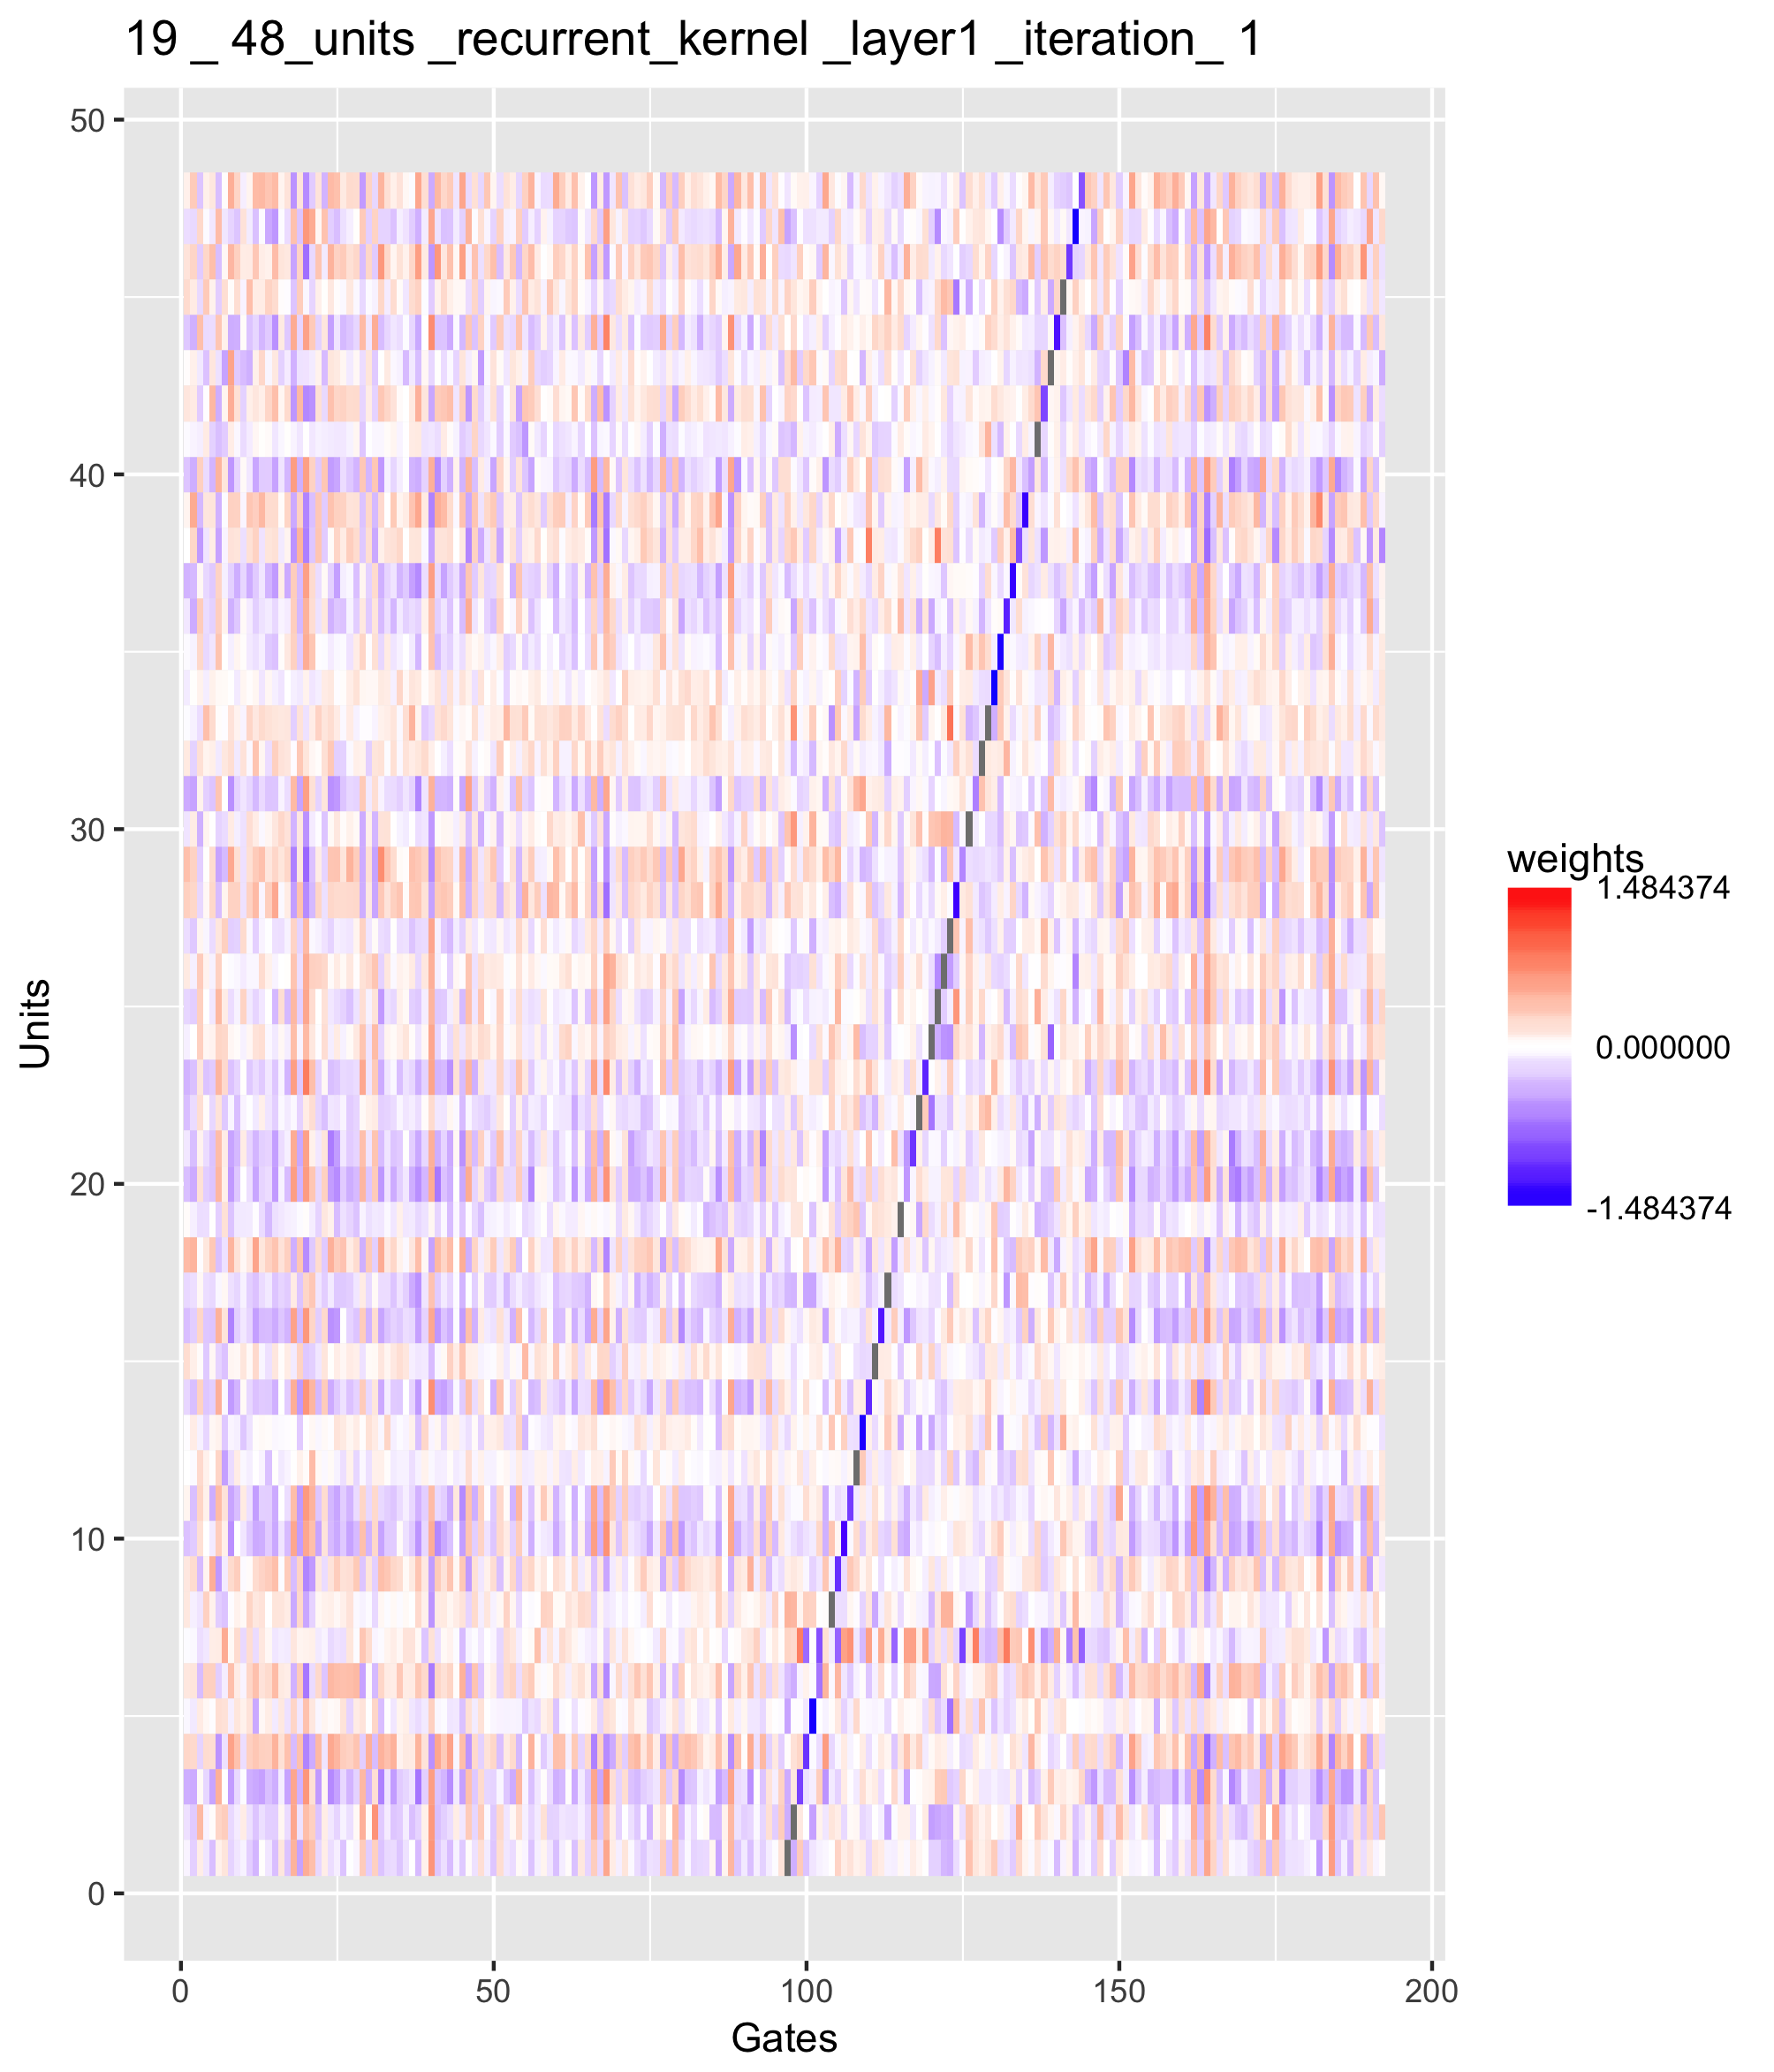 19 _ 48_units _recurrent_kernel _layer1 _iteration_ 1
50
40
30
20
10
0
Units
0 50 100 150 200
Gates
weights
1.484374
0.000000
-1.484374